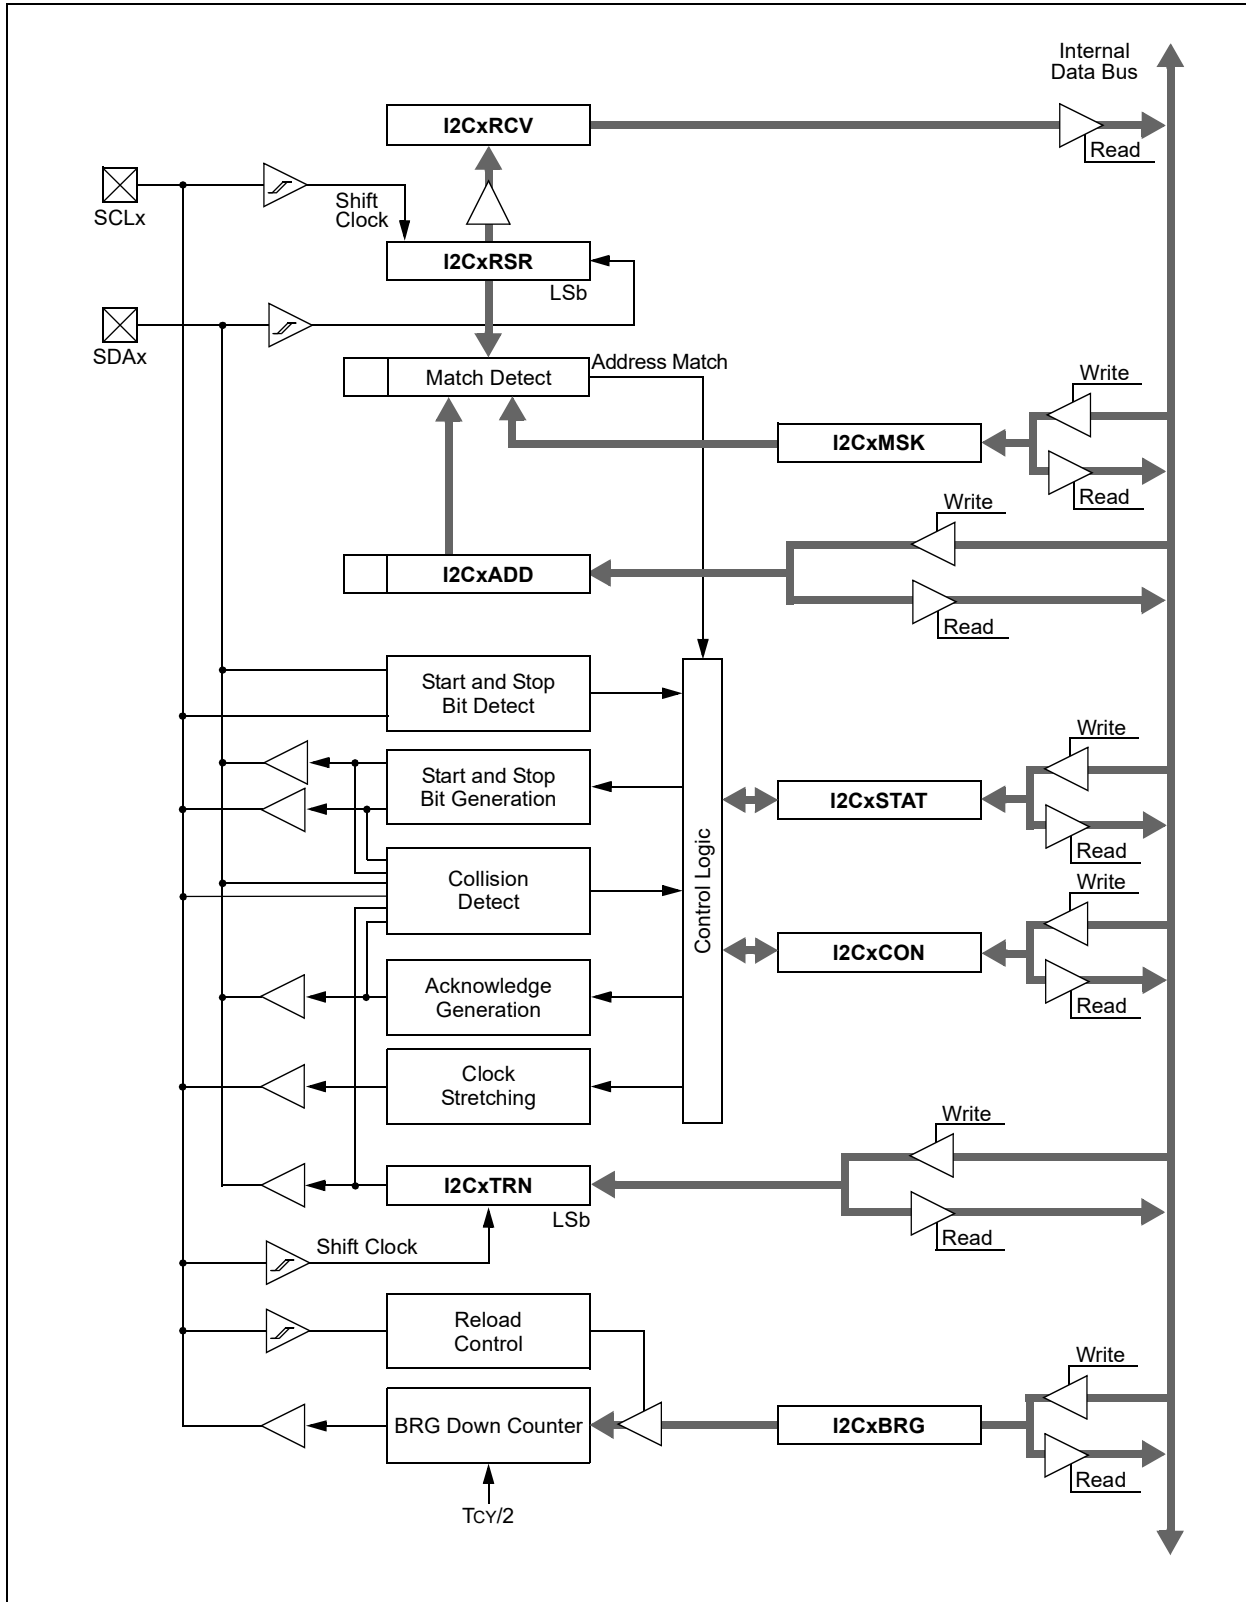 Internal
Data Bus
I2CxRCV
Read
SCLx
Shift
Clock
I2CxRSR
LSb
SDAx
Match Detect
Address Match
Write
I2CxMSK
Read
Write
I2CxADD
Read
Start and Stop
Bit Detect
Write
Start and Stop
Bit Generation
I2CxSTAT
Read
Control Logic
Collision
Detect
Write
I2CxCON
Acknowledge
Generation
Read
Clock
Stretching
Write
I2CxTRN
LSb
Read
Shift Clock
Reload
Control
Write
BRG Down Counter
I2CxBRG
Read
TCY/2